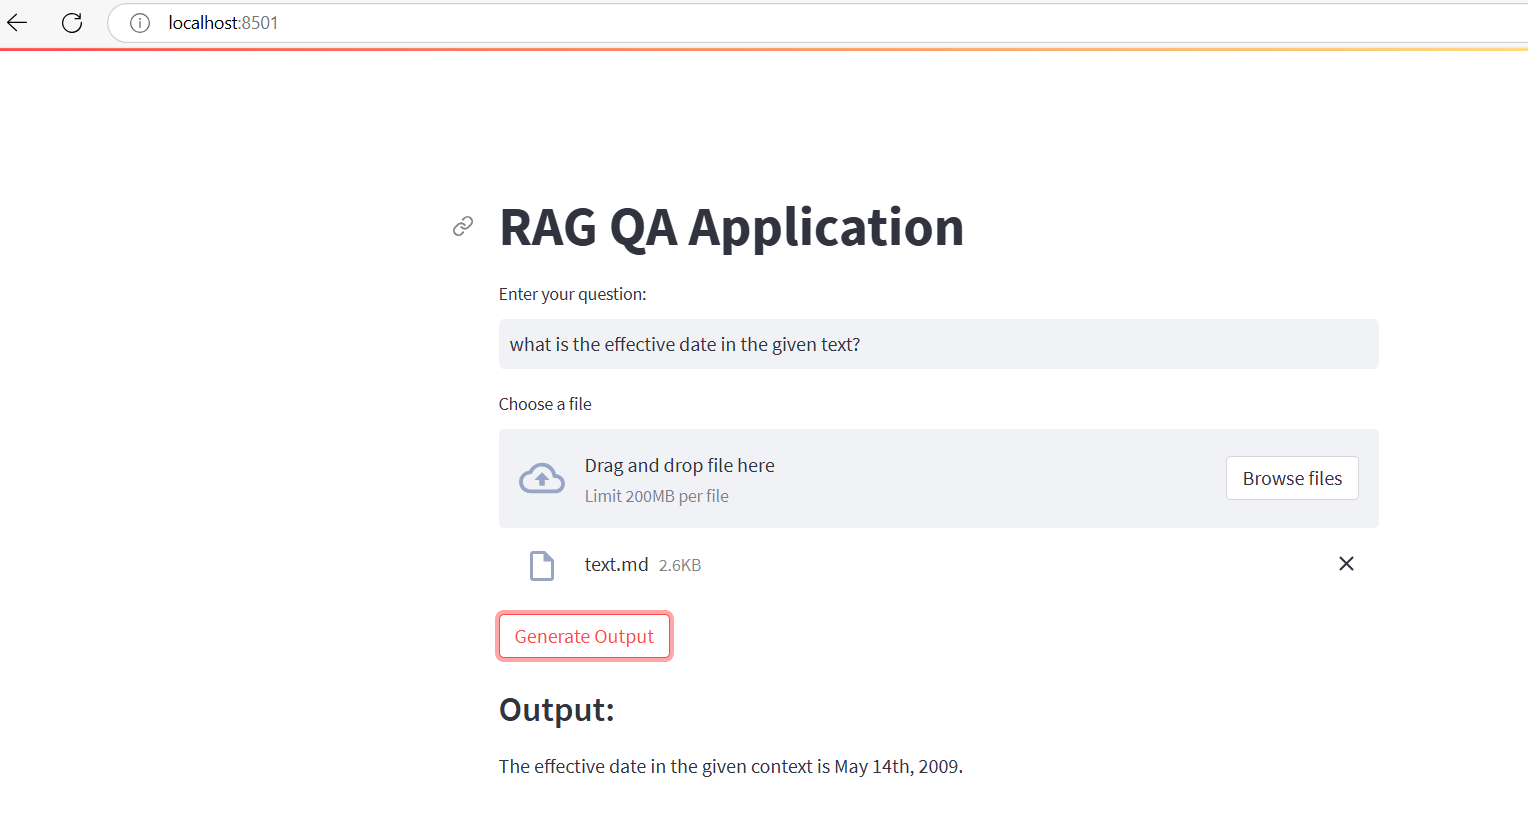 localhost:8501
RAG QA Application
Enter your question:
what is the effective date in the given text?
Choose a file
Drag and drop file here
Limit 200MB per file
Browse files
text.md 2.6KB
Generate Output
Output:
The effective date in the given context is May 14th, 2009.